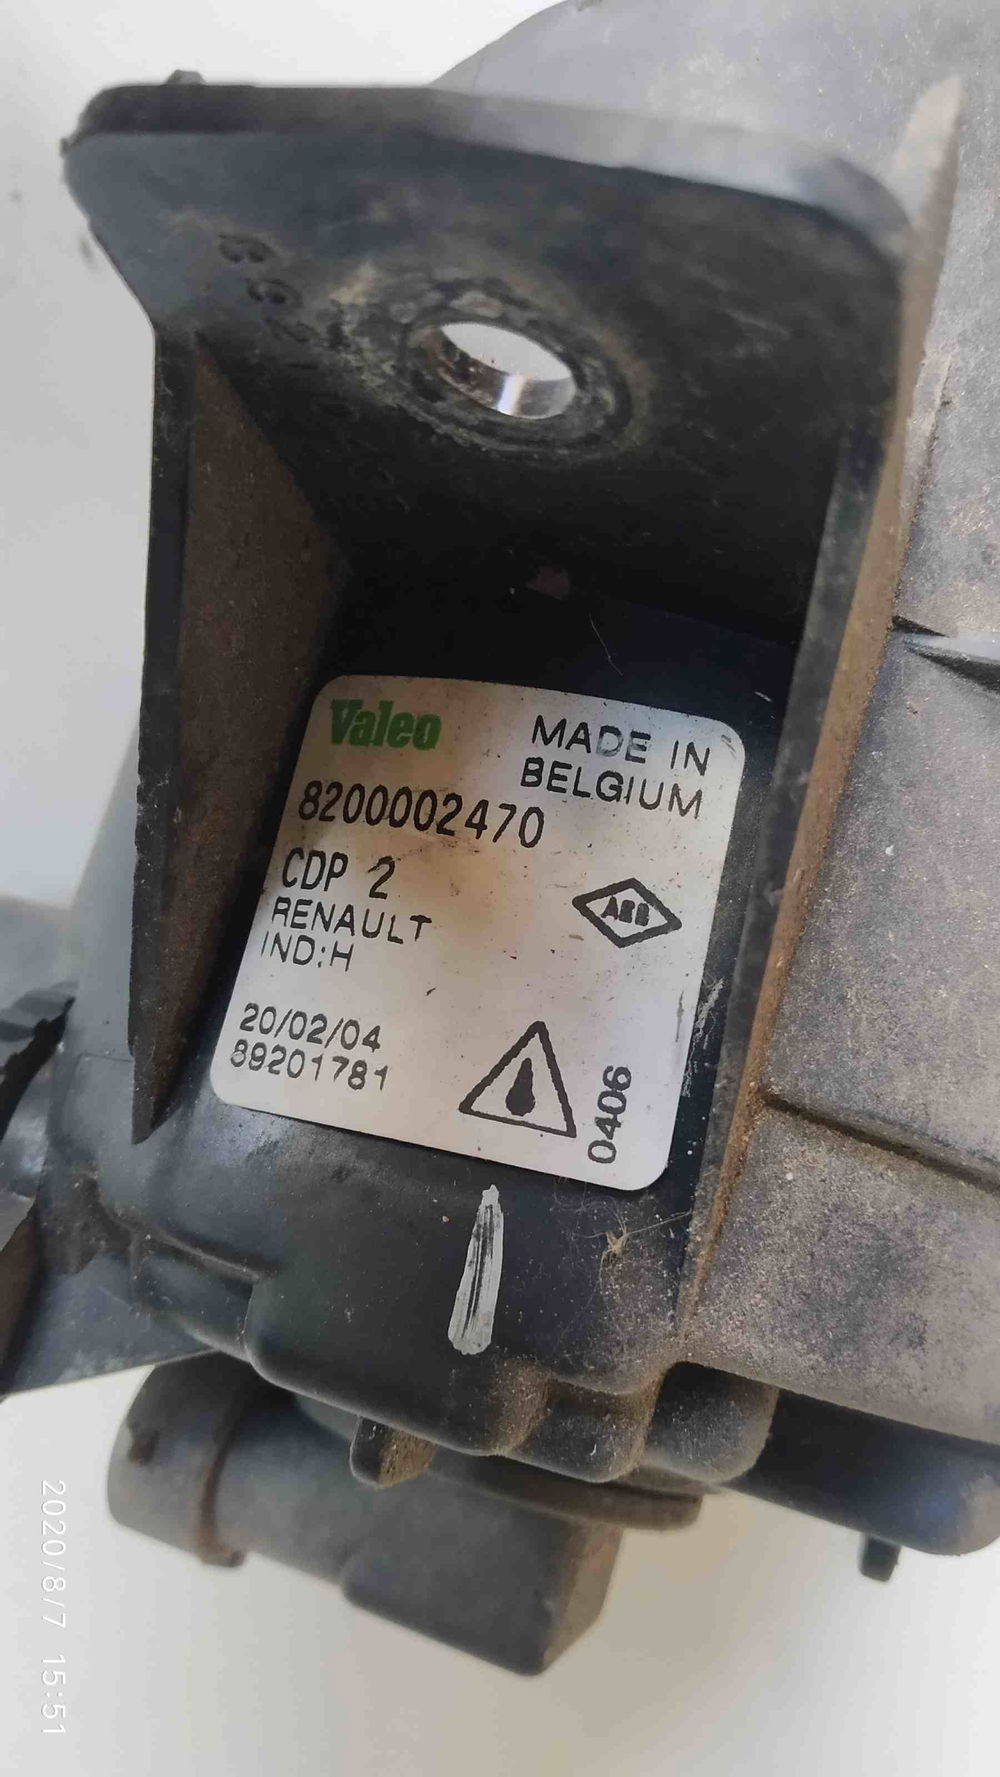 Valeo
MADE IN
BELGIUM
8200002470
CDP 2
RENAULT
IND:H
20/02/04
89201781
0406
2020/8/7 15:51